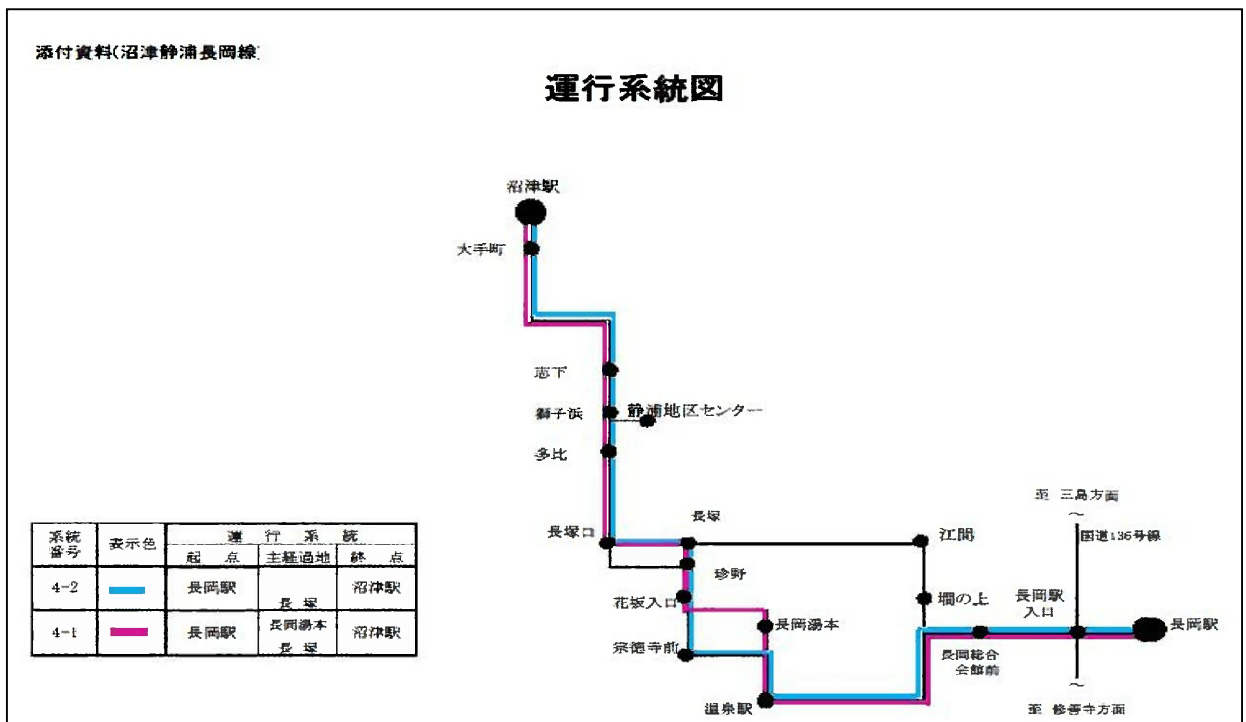 添付資料(沼津静浦長岡線)
運行系統図
沼津駅
大手町
志下
獅子浜
静浦地区センター
多比
至 三島方面
～
長塚口
長塚
江間
国道136号線
珍野
花坂入口
長岡湯本
宗徳寺前
温泉駅
堰の上
長岡駅
入口
長岡駅
長岡総合
会館前
～
至 修善寺方面
系統
番号
表示色
運 行 系 統
起 点
主経過地
終 点
4-2
長岡駅
長 塚
沼津駅
4-1
長岡駅
長岡湯本
長 塚
沼津駅